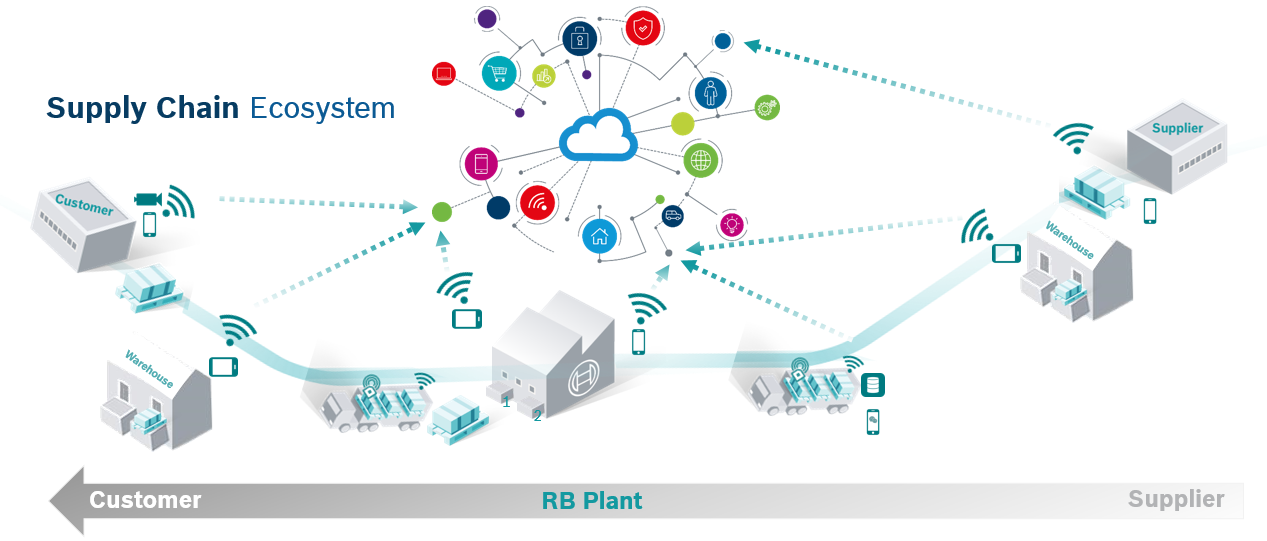 Supply Chain Ecosystem
Supplier
Customer
Warehouse
Warehouse
1
2
Customer
RB Plant
Supplier